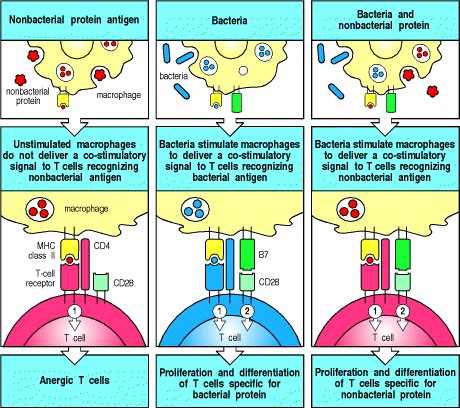 Nonbacterial protein antigen
nonbacterial
protein
macrophage
Unstimulated macrophages
do not deliver a co-stimulatory
signal to T cells recognizing
nonbacterial antigen
macrophage
MHC
class II
CD4
T-cell
receptor
CD28
1
T cell
Anergic T cells
Bacteria
bacteria
Bacteria stimulate macrophages
to deliver a co-stimulatory
signal to T cells recognizing
bacterial antigen
B7
CD28
1 2
T cell
Proliferation and differentiation
of T cells specific for
bacterial protein
Bacteria and
nonbacterial protein
Bacteria stimulate macrophages
to deliver a co-stimulatory
signal to T cells recognizing
nonbacterial antigen
1 2
T cell
Proliferation and differentiation
of T cells specific for
nonbacterial protein